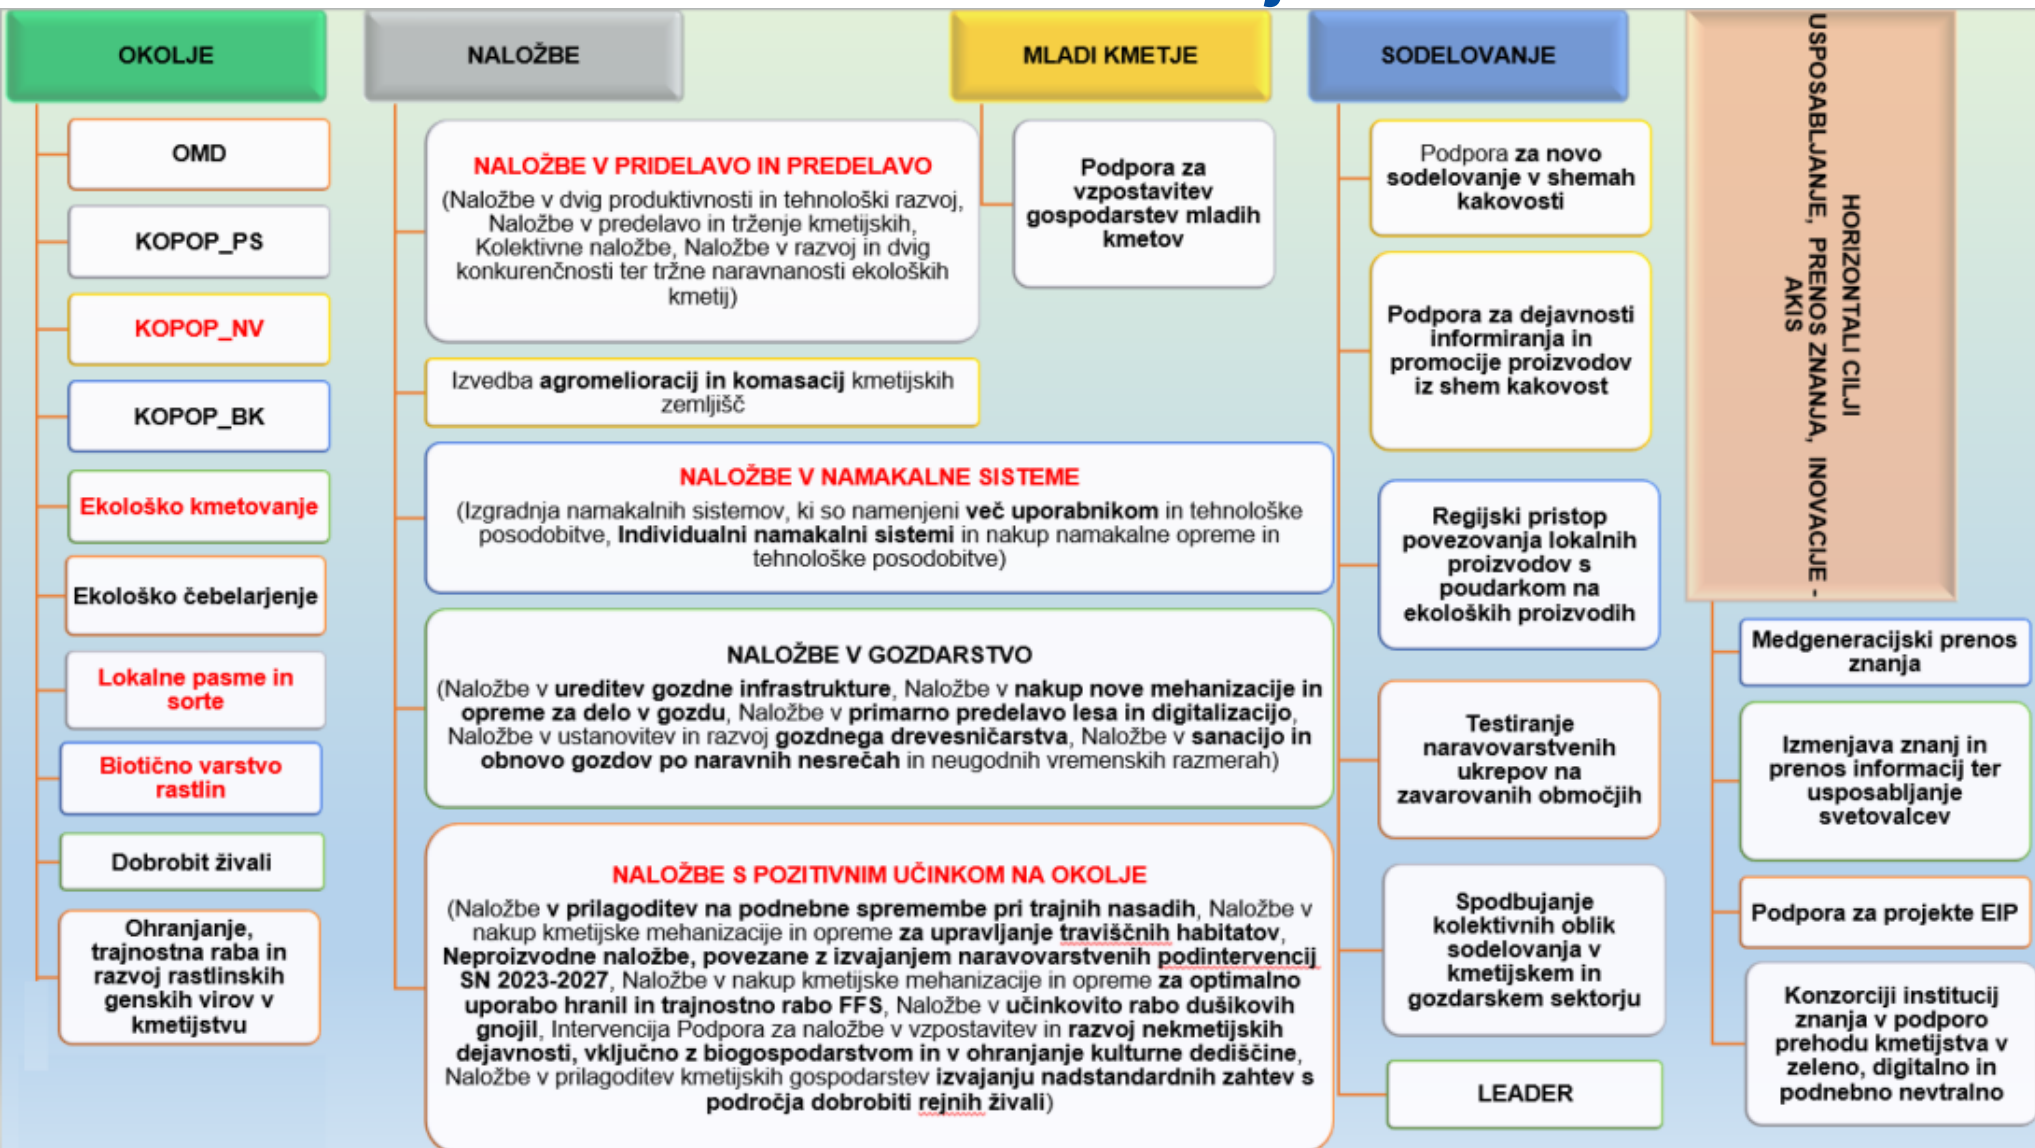 OKOLJE
OMD
KOPOP_PS
KOPOP_NV
KOPOP_BK
Ekološko kmetovanje
Ekološko čebelarjenje
Lokalne pasme in
sorte
Biotično varstvo
rastlin
Dobrobit živali
Ohranjanje,
trajnostna raba in
razvoj rastlinskih
genskih virov v
kmetijstvu
NALOŽBE
NALOŽBE V PRIDELAVO IN PREDELAVO
(Naložbe v dvig produktivnosti in tehnološki razvoj,
Naložbe v predelavo in trženje kmetijskih,
Kolektivne naložbe, Naložbe v razvoj in dvig
konkurenčnosti ter tržne naravnanosti ekoloških
kmetij)
Izvedba agromelioracij in komasacij kmetijskih
zemljišč
NALOŽBE V NAMAKALNE SISTEME
(Izgradnja namakalnih sistemov, ki so namenjeni več uporabnikom in tehnološke
posodobitve, Individualni namakalni sistemi in nakup namakalne opreme in
tehnološke posodobitve)
NALOŽBE V GOZDARSTVO
(Naložbe v ureditev gozdne infrastrukture, Naložbe v nakup nove mehanizacije in
opreme za delo v gozdu, Naložbe v primarno predelavo lesa in digitalizacijo,
Naložbe v ustanovitev in razvoj gozdnega drevesničarstva, Naložbe v sanacijo in
obnovo gozdov po naravnih nesrečah in neugodnih vremenskih razmerah)
NALOŽBE S POZITIVNIM UČINKOM NA OKOLJE
(Naložbe v prilagoditev na podnebne spremembe pri trajnih nasadih, Naložbe v
nakup kmetijske mehanizacije in opreme za upravljanje traviščnih habitatov,
Neproizvodne naložbe, povezane z izvajanjem naravovarstvenih podintervencij
SN 2023-2027, Naložbe v nakup kmetijske mehanizacije in opreme za optimalno
uporabo hranil in trajnostno rabo FFS, Naložbe v učinkovito rabo dušikovih
gnojil, Intervencija Podpora za naložbe v vzpostavitev in razvoj nekmetijskih
dejavnosti, vključno z biogospodarstvom in v ohranjanje kulturne dediščine,
Naložbe v prilagoditev kmetijskih gospodarstev izvajanju nadstandardnih zahtev s
področja dobrobiti rejnih živali)
MLADI KMETJE
Podpora za
vzpostavitev
gospodarstev mladih
kmetov
SODELOVANJE
Podpora za novo
sodelovanje v shemah
kakovosti
Podpora za dejavnosti
informiranja in
promocije proizvodov
iz shem kakovost
Regijski pristop
povezovanja lokalnih
proizvodov s
poudarkom na
ekoloških proizvodih
Testiranje
naravovarstvenih
ukrepov na
zavarovanih območjih
Spodbujanje
kolektivnih oblik
sodelovanja v
kmetijskem in
gozdarskem sektorju
LEADER
HORIZONTALI CILJI
USPOSABLJANJE, PRENOS ZNANJA, INOVACIJE -
AKIS
Medgeneracijski prenos
znanja
Izmenjava znanj in
prenos informacij ter
usposabljanje
svetovalcev
Podpora za projekte EIP
Konzorciji institucij
znanja v podporo
prehodu kmetijstva v
zeleno, digitalno in
podnebno nevtralno